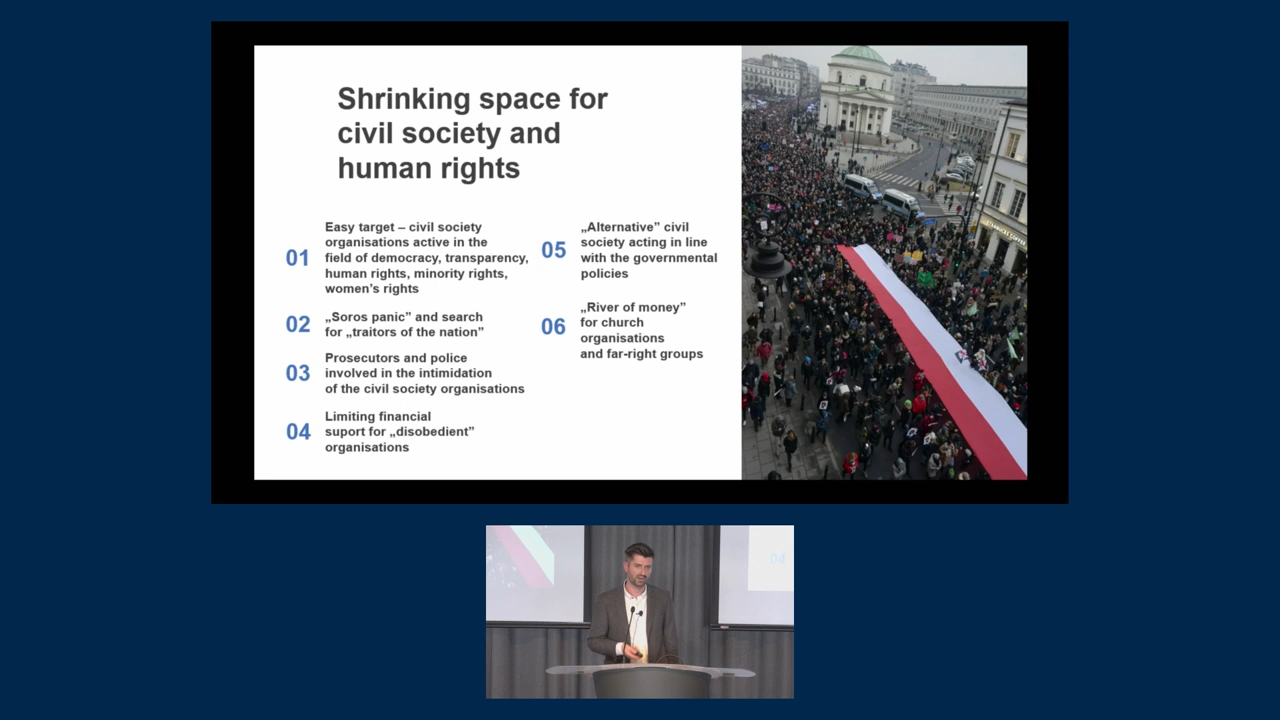 Shrinking space for
civil society and
human rights
01
Easy target – civil society
organisations active in the
field of democracy, transparency,
human rights, minority rights,
women's rights
02
„Soros panic” and search
for „traitors of the nation”
03
Prosecutors and police
involved in the intimidation
of the civil society organisations
04
Limiting financial
suport for „disobedient”
organisations
05
„Alternative” civil
society acting in line
with the governmental
policies
06
„River of money”
for church
organisations
and far-right groups
04